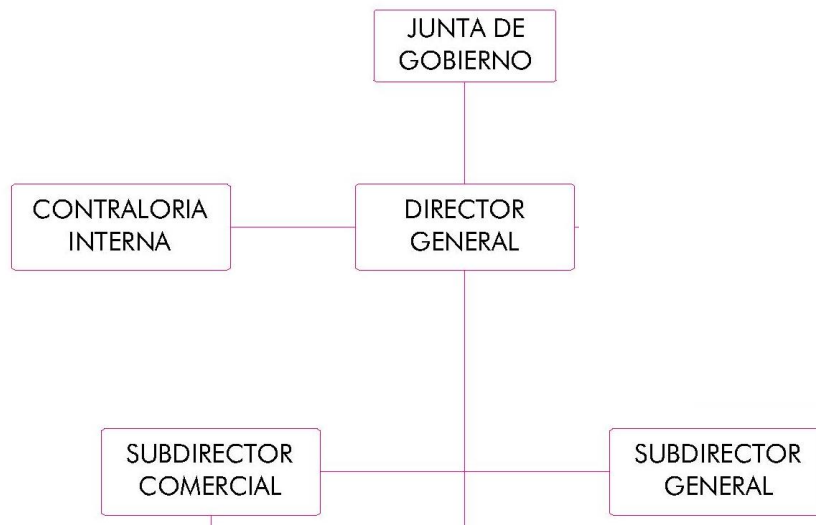 JUNTA DE
GOBIERNO
CONTRALORIA
INTERNA
DIRECTOR
GENERAL
SUBDIRECTOR
COMERCIAL
SUBDIRECTOR
GENERAL